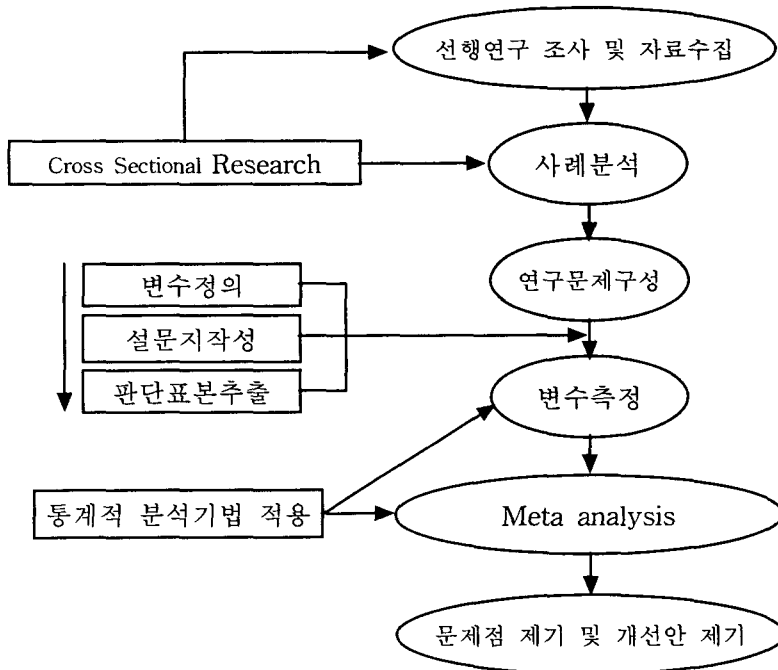 선행연구 조사 및 자료수집
Cross Sectional Research
사례분석
연구문제구성
변수정의
설문지작성
판단표본추출
변수측정
통계적 분석기법 적용
Meta analysis
문제점 제기 및 개선안 제기